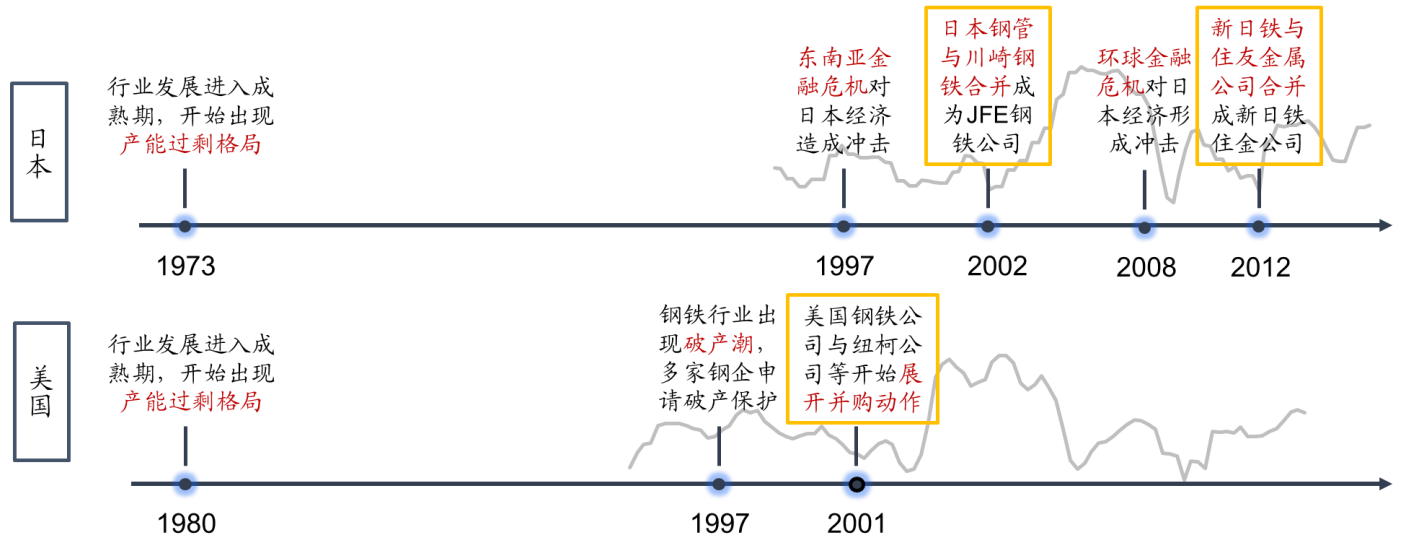 日本
行业发展进入成
熟期，开始出现
产能过剩格局
东南亚金
融危机对
日本经济
造成冲击
日本钢管
与川崎钢
铁合并成
为JFE钢
铁公司
环球金融
危机对日
本经济形
成冲击
新日铁与
住友金属
公司合并
成新日铁
住金公司
1973
1997
2002
2008
2012
美国
行业发展进入成
熟期，开始出现
产能过剩格局
钢铁行业出
现破产潮，
多家钢企申
请破产保护
美国钢铁公
司与纽柯公
司等开始展
开并购动作
1980
1997
2001